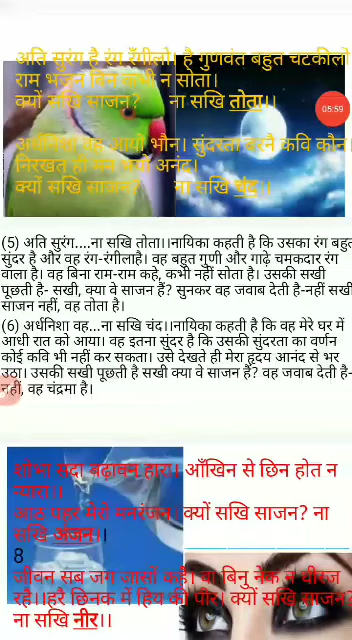 अति सुरंग है रंग रँगीलो। है गुणवंत बहुत चटकीलो
राम भजन बिन कभी न सोता।
क्यों सखि साजन? ना सखि तोता।।
05:59
अर्धनिशा वह आयो भौन। सुंदरता बरनै कवि कौन।
निरखत ही मन भयो अनंद।
क्यों सखि साजन? ना सखि चंद।।
(5) अति सुरंग....ना सखि तोता।।नायिका कहती है कि उसका रंग बहुत
सुंदर है और वह रंग-रंगीलाहै। वह बहुत गुणी और गाढ़े चमकदार रंग
वाला है। वह बिना राम-राम कहे, कभी नहीं सोता है। उसकी सखी
पूछती है- सखी, क्या वे साजन हैं? सुनकर वह जवाब देती है-नहीं सखी
साजन नहीं, वह तोता है।
(6) अर्धनिशा वह...ना सखि चंद।।नायिका कहती है कि वह मेरे घर में
आधी रात को आया। वह इतना सुंदर है कि उसकी सुंदरता का वर्णन
कोई कवि भी नहीं कर सकता। उसे देखते ही मेरा हृदय आनंद से भर
उठा। उसकी सखी पूछती है सखी क्या वे साजन हैं? वह जवाब देती है-
नहीं, वह चंद्रमा है।
शोभा सदा बढ़ावन हारा। आँखिन से छिन होत न
न्यारा।।
आठ पहर मेरो मनरंजन। क्यों सखि साजन? ना
सखि अंजन।।
8
जीवन सब जग जासों कहै। वा बिनु नेक न धीरज
रहै।।हरै छिनक में हिय की पीर। क्यों सखि साजन?
ना सखि नीर।।